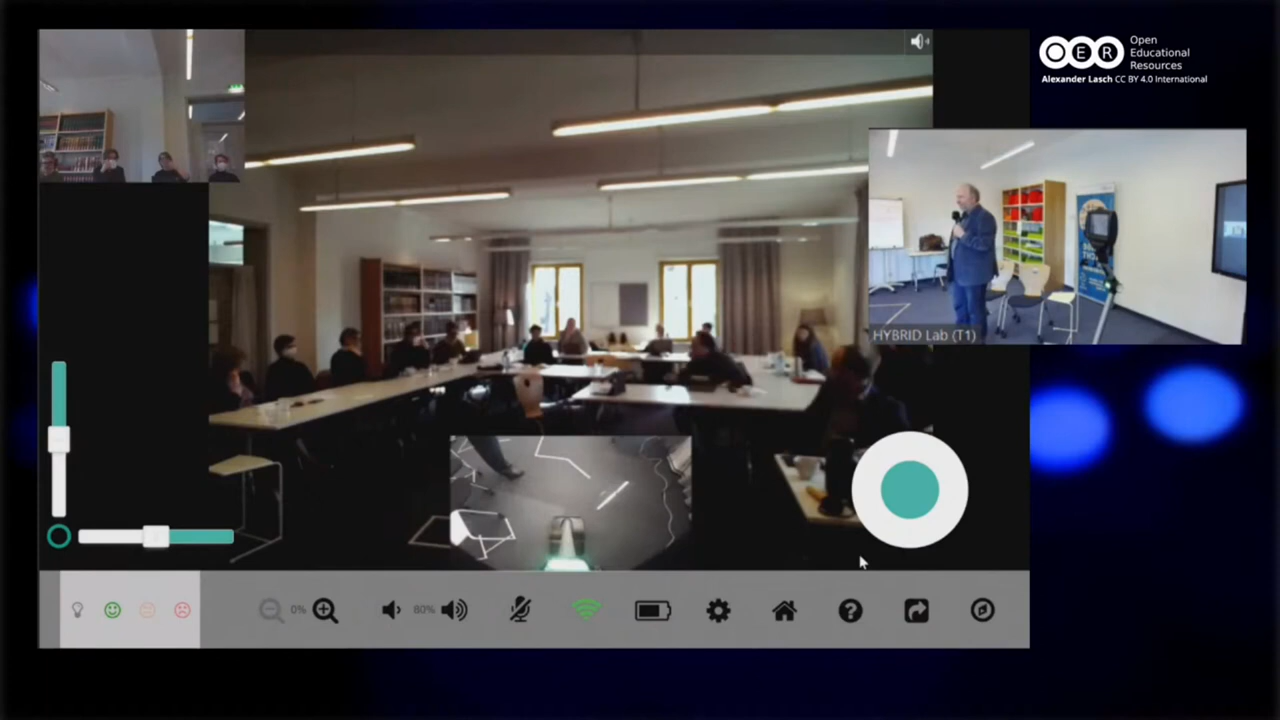 OER
Open
Educational
Resources
Alexander Lasch CC BY 4.0 International
HYBRID Lab (T1)
0%
80%